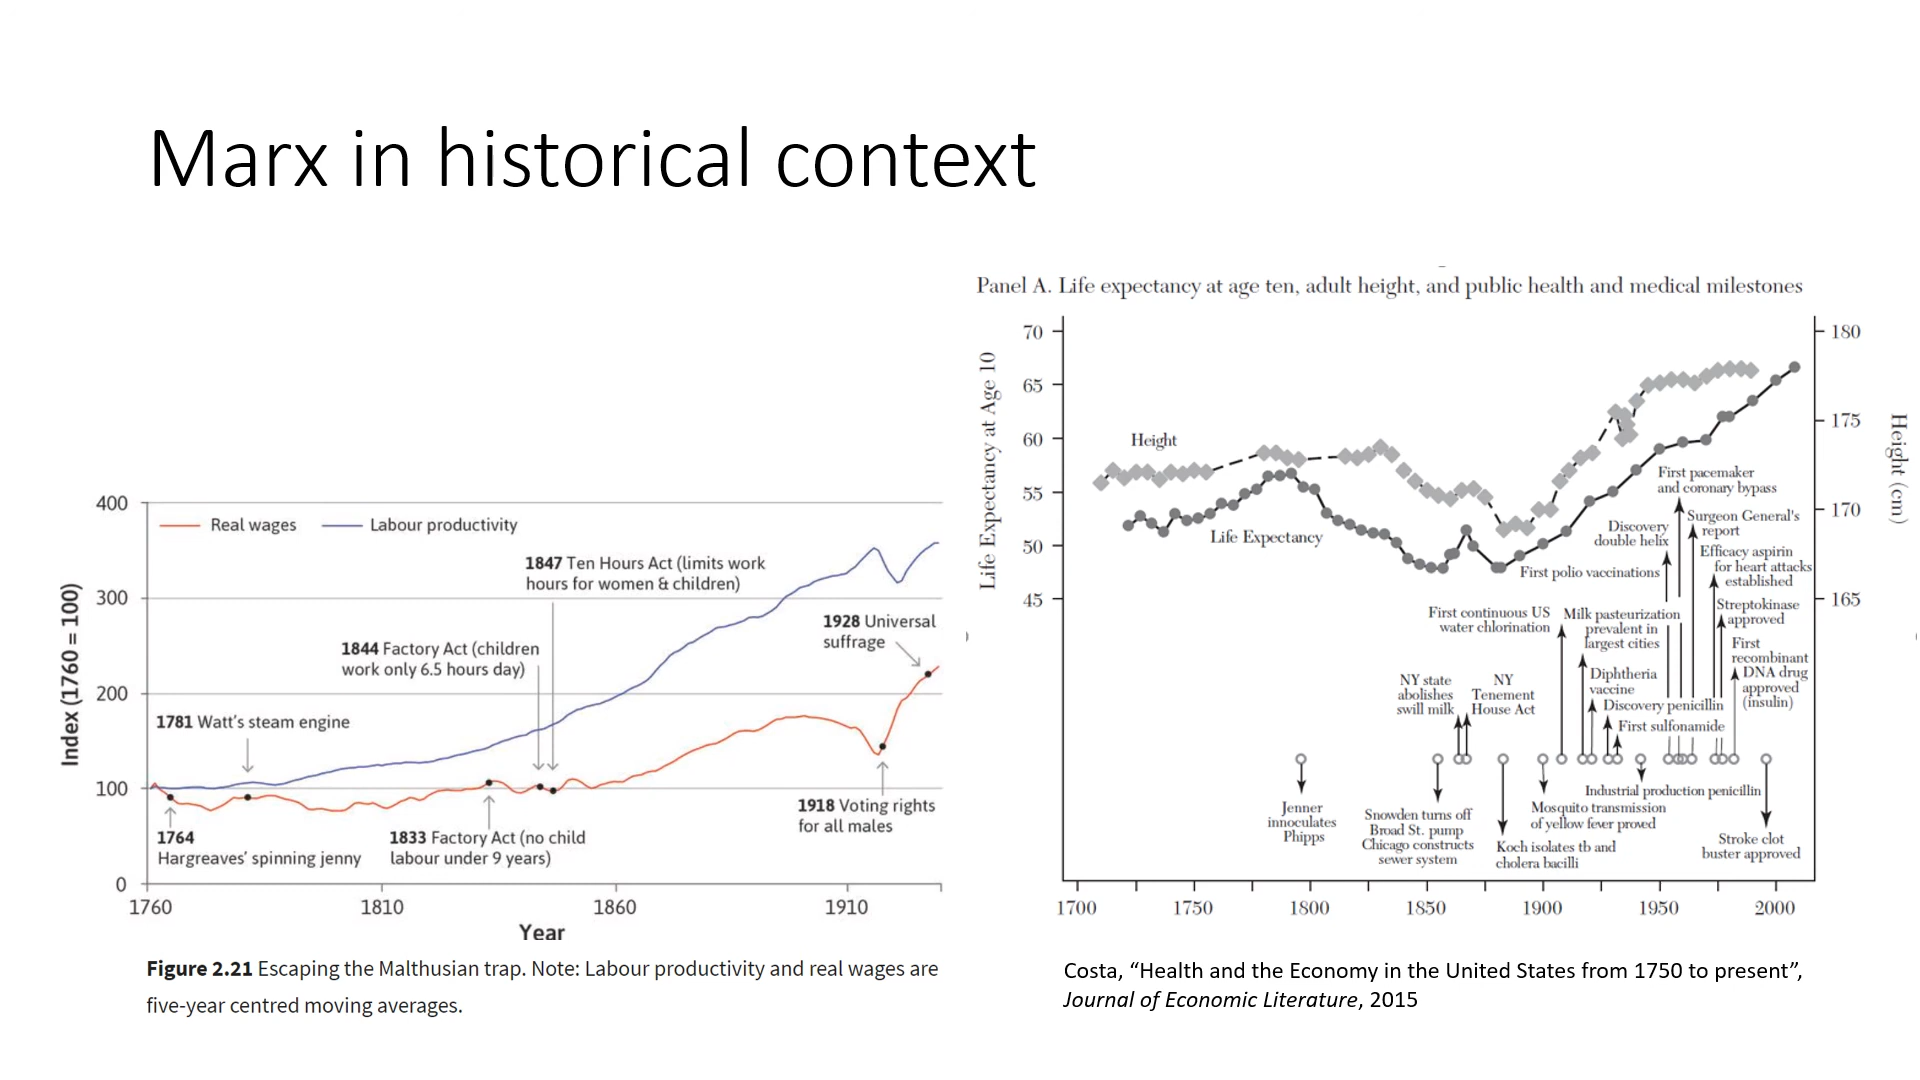 Marx in historical context
400
300
200
100
0
Index (1760 = 100)
Real wages
Labour productivity
1847 Ten Hours Act (limits work
hours for women & children)
1844 Factory Act (children
work only 6.5 hours day)
1928 Universal
suffrage
1781 Watt's steam engine
1764
Hargreaves' spinning jenny
1833 Factory Act (no child
labour under 9 years)
1918 Voting rights
for all males
1760
1810
1860
1910
Year
Figure 2.21 Escaping the Malthusian trap. Note: Labour productivity and real wages are
five-year centred moving averages.
Panel A. Life expectancy at age ten, adult height, and public health and medical milestones
70
65
60
55
50
45
Life Expectancy at Age 10
180
175
170
165
Height (cm)
Height
Life Expectancy
First pacemaker
and coronary bypass
Discovery
double helix
Surgeon General's
report
Efficacy aspirin
for heart attacks
established
First polio vaccinations
Streptokinase
approved
First continuous US
water chlorination
Milk pasteurization
prevalent in
largest cities
First
recombinant
DNA drug
approved
(insulin)
NY state
abolishes
swill milk
NY
Tenement
House Act
Diphtheria
vaccine
Discovery penicillin
First sulfonamide
Jenner
innoculates
Phipps
Snowden turns off
Broad St. pump
Chicago constructs
sewer system
Koch isolates tb and
cholera bacilli
Mosquito transmission
of yellow fever proved
Industrial production penicillin
Stroke clot
buster approved
1700
1750
1800
1850
1900
1950
2000
Costa, “Health and the Economy in the United States from 1750 to present”,
Journal of Economic Literature, 2015